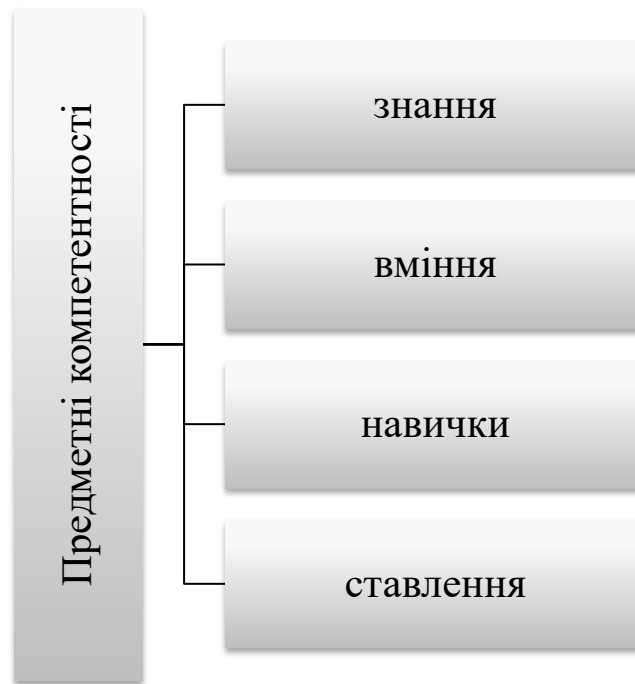 Предметні компетентності
знання
вміння
навички
ставлення